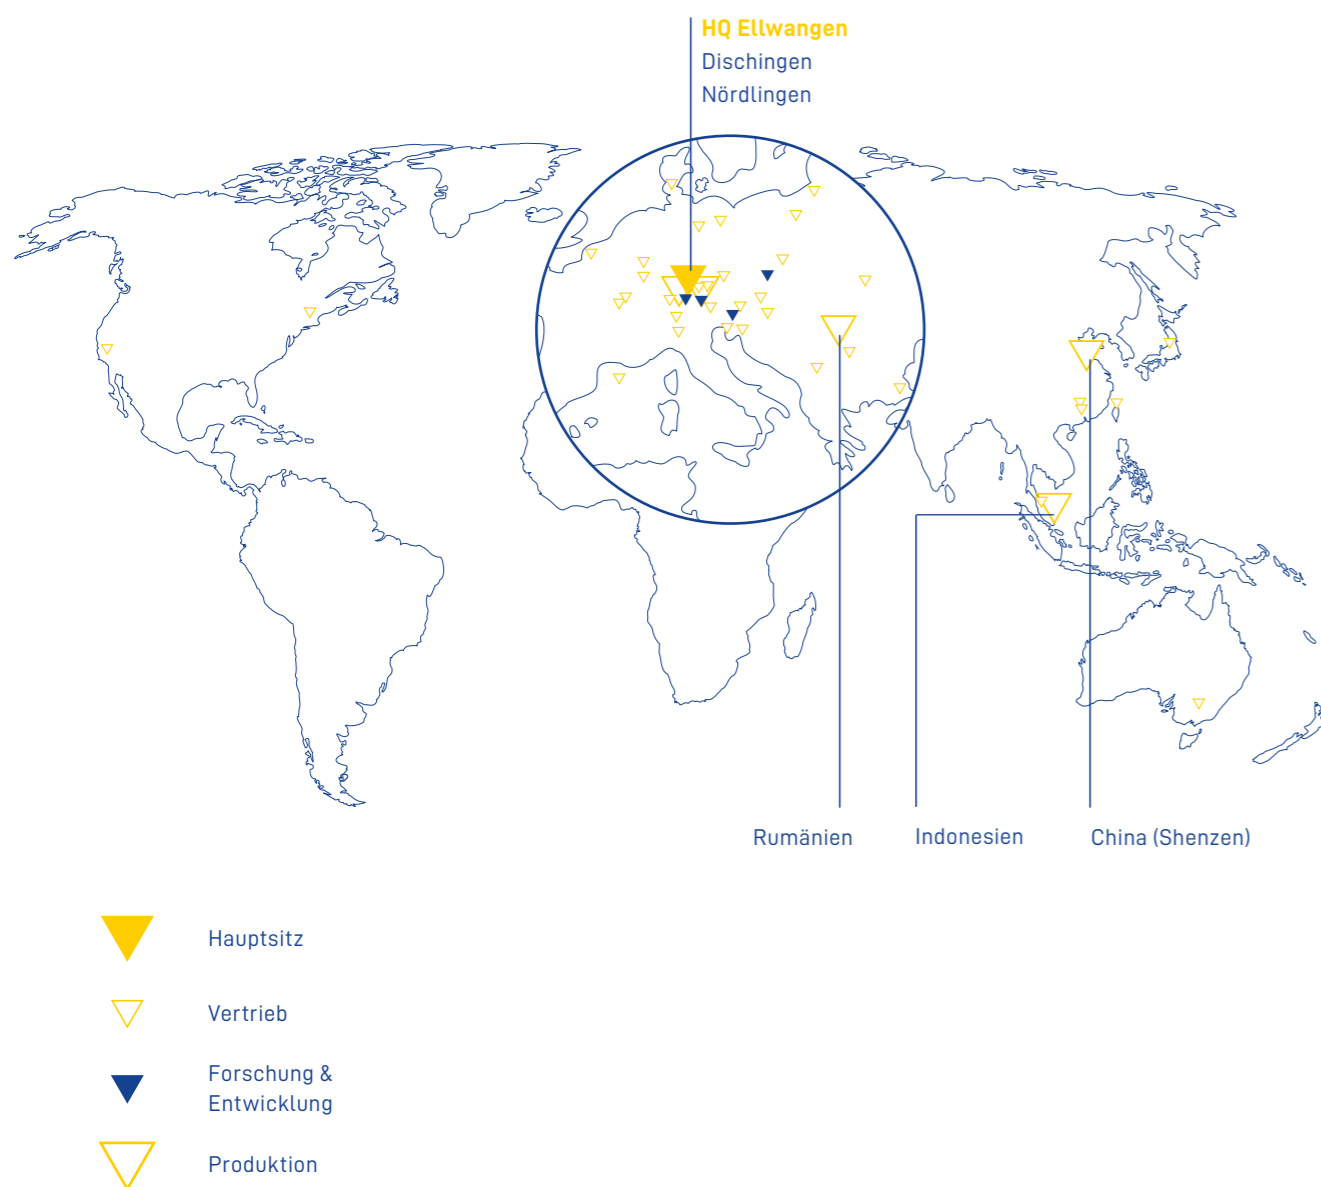 HQ Ellwangen
Dischingen
Nördlingen
Rumänien
Indonesien
China (Shenzen)
Hauptsitz
Vertrieb
Forschung &
Entwicklung
Produktion